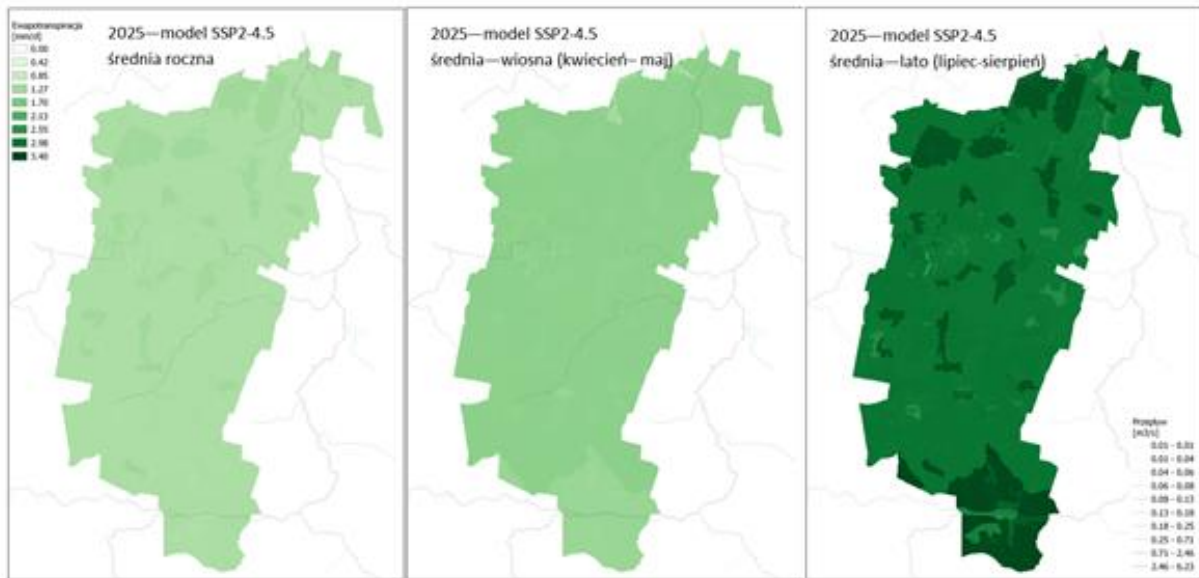 Ewapotranspiracja
[mm/d]
0.00
0.42
0.85
1.27
1.70
2.13
2.55
2.98
3.40
2025—model SSP2-4.5
średnia roczna
2025—model SSP2-4.5
średnia—wiosna (kwiecień– maj)
2025—model SSP2-4.5
średnia—lato (lipiec-sierpień)
Przepływ
[m3/s]
0.01 - 0.01
0.01 - 0.04
0.04 - 0.06
0.06 - 0.08
0.09 - 0.13
0.13 - 0.18
0.18 - 0.25
0.25 - 0.71
0.71 - 2.46
2.46 - 6.23